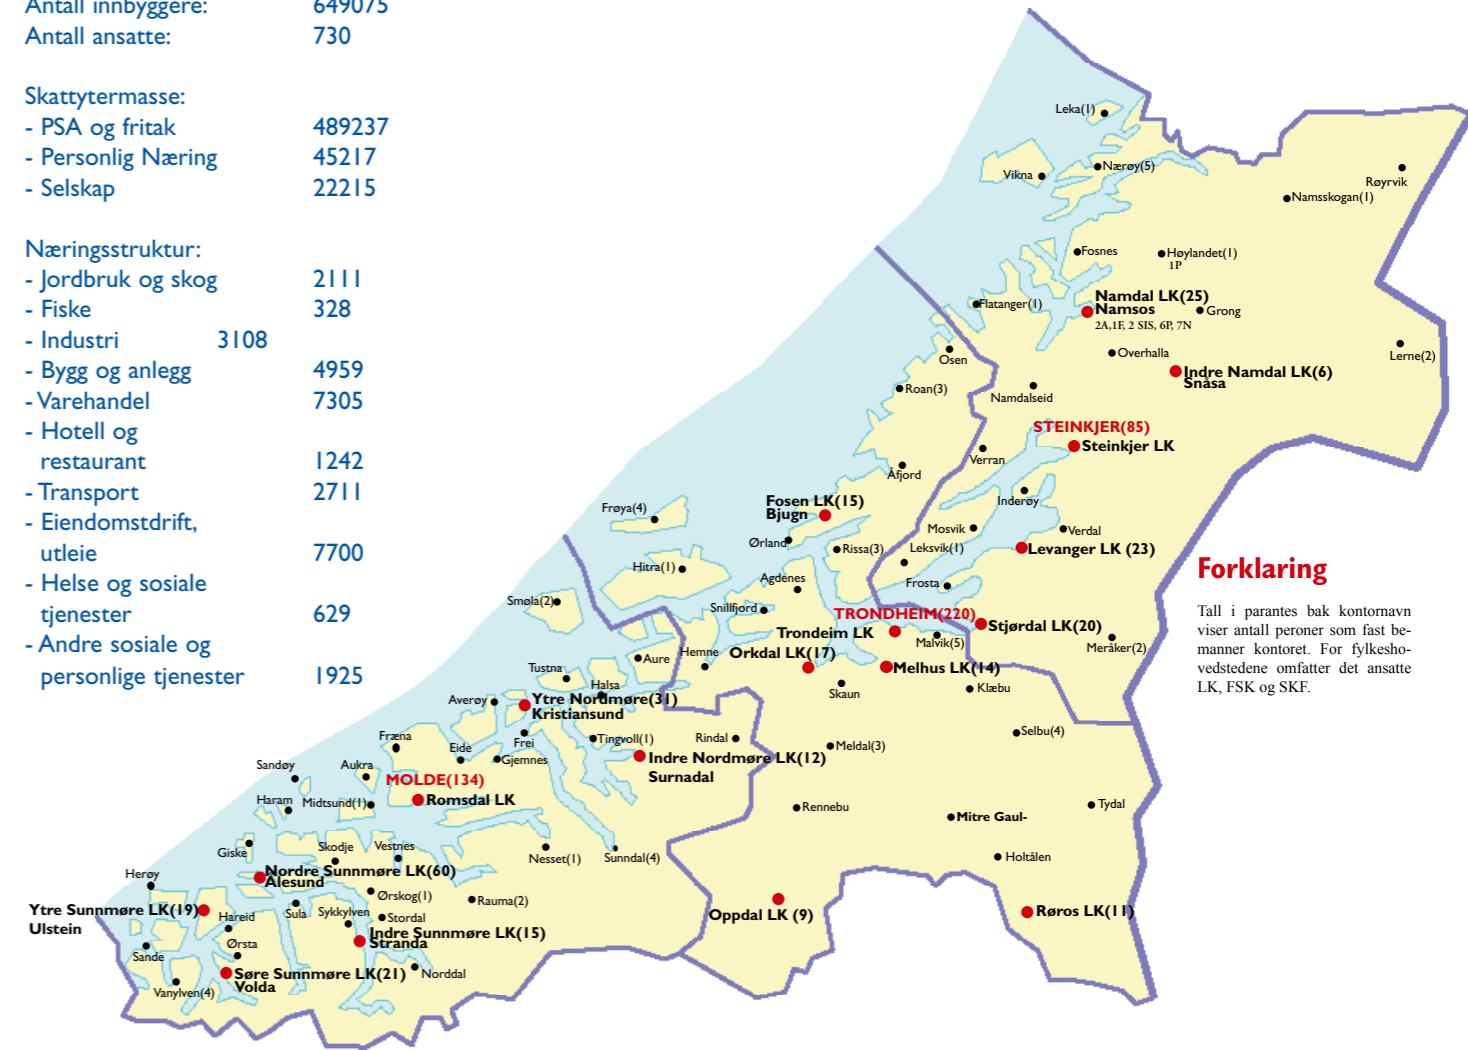 Antall innbyggere: 649075
Antall ansatte: 730
Skattytermasse:
- PSA og fritak 489237
- Personlig Næring 45217
- Selskap 22215
Næringsstruktur:
- Jordbruk og skog 2111
- Fiske 328
- Industri 3108
- Bygg og anlegg 4959
- Varehandel 7305
- Hotell og
restaurant 1242
- Transport 2711
- Eiendomstdrift,
utleie 7700
- Helse og sosiale
tjenester 629
- Andre sosiale og
personlige tjenester 1925
Leka(1)
Vikna
Nærøy(5)
Røyrvik
Namsskogan(1)
Fosnes
Høylandet(1)
1P
Flatanger(1)
Namdal LK(25)
Namsos
2A,1F, 2 SIS, 6P, 7N
Grong
Osen
Overhalla
Lerne(2)
Indre Namdal LK(6)
Snåsa
Roan(3)
Namdalseid
STEINKJER(85)
Steinkjer LK
Verran
Åfjord
Inderøy
Fosen LK(15)
Bjugn
Frøya(4)
Mosvik
Verdal
Ørland
Rissa(3)
Leksvik(1)
Levanger LK (23)
Hitra(1)
Agdenes
Frosta
Smøla(2)
Snillfjord
TRONDHEIM(220)
Trondeim LK
Stjørdal LK(20)
Malvik(5)
Meråker(2)
Hemne
Orkdal LK(17)
Melhus LK(14)
Aure
Tustna
Halsa
Skaun
Klæbu
Averøy
Ytre Nordmøre(31)
Kristiansund
Fræna
Eide
Frei
Tingvoll(1)
Rindal
Meldal(3)
Selbu(4)
Gjemnes
Indre Nordmøre LK(12)
Surnadal
Sandøy
Aukra
MOLDE(134)
Romsdal LK
Haram
Midtsund(1)
Rennebu
Tydal
Mitre Gaul-
Giske
Skodje
Vestnes
Nesset(1)
Sunndal(4)
Holtålen
Herøy
Nordre Sunnmøre LK(60)
Ålesund
Ørskog(1)
Rauma(2)
Ytre Sunnmøre LK(19)
Ulstein
Hareid
Sula
Sykkylven
Stordal
Oppdal LK (9)
Røros LK(11)
Indre Sunnmøre LK(15)
Stranda
Sande
Ørsta
Norddal
Søre Sunnmøre LK(21)
Volda
Vanylven(4)
Forklaring
Tall i parantes bak kontornavn
viser antall peroner som fast be-
manner kontoret. For fylkesho-
vedstedene omfatter det ansatte
LK, FSK og SKF.